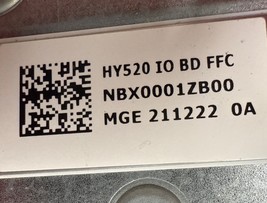 HY520 IO BD FFC
NBX0001ZB00
MGE 211222 0A